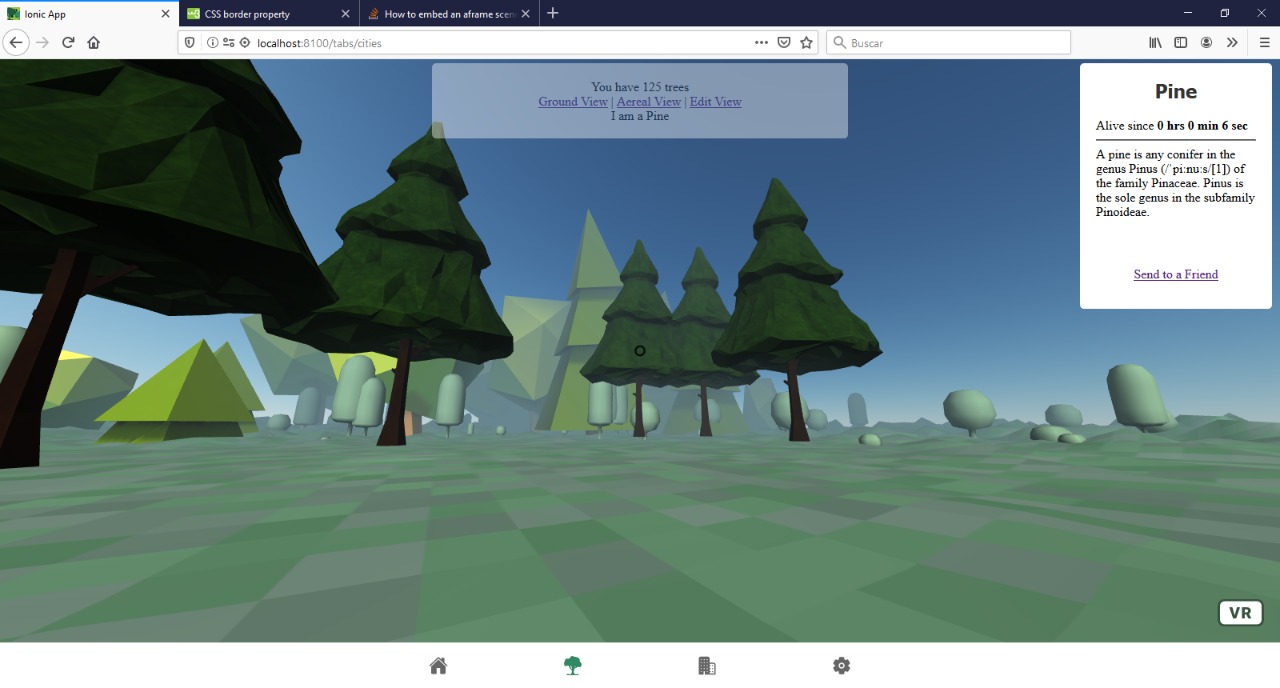 Ionic App
CSS border property
How to embed an aframe scen
localhost:8100/tabs/cities
Buscar
You have 125 trees
Ground View | Aereal View | Edit View
I am a Pine
Pine
Alive since 0 hrs 0 min 6 sec
A pine is any conifer in the
genus Pinus (/ˈpiːnuːs/[1]) of
the family Pinaceae. Pinus is
the sole genus in the subfamily
Pinoideae.
Send to a Friend
VR